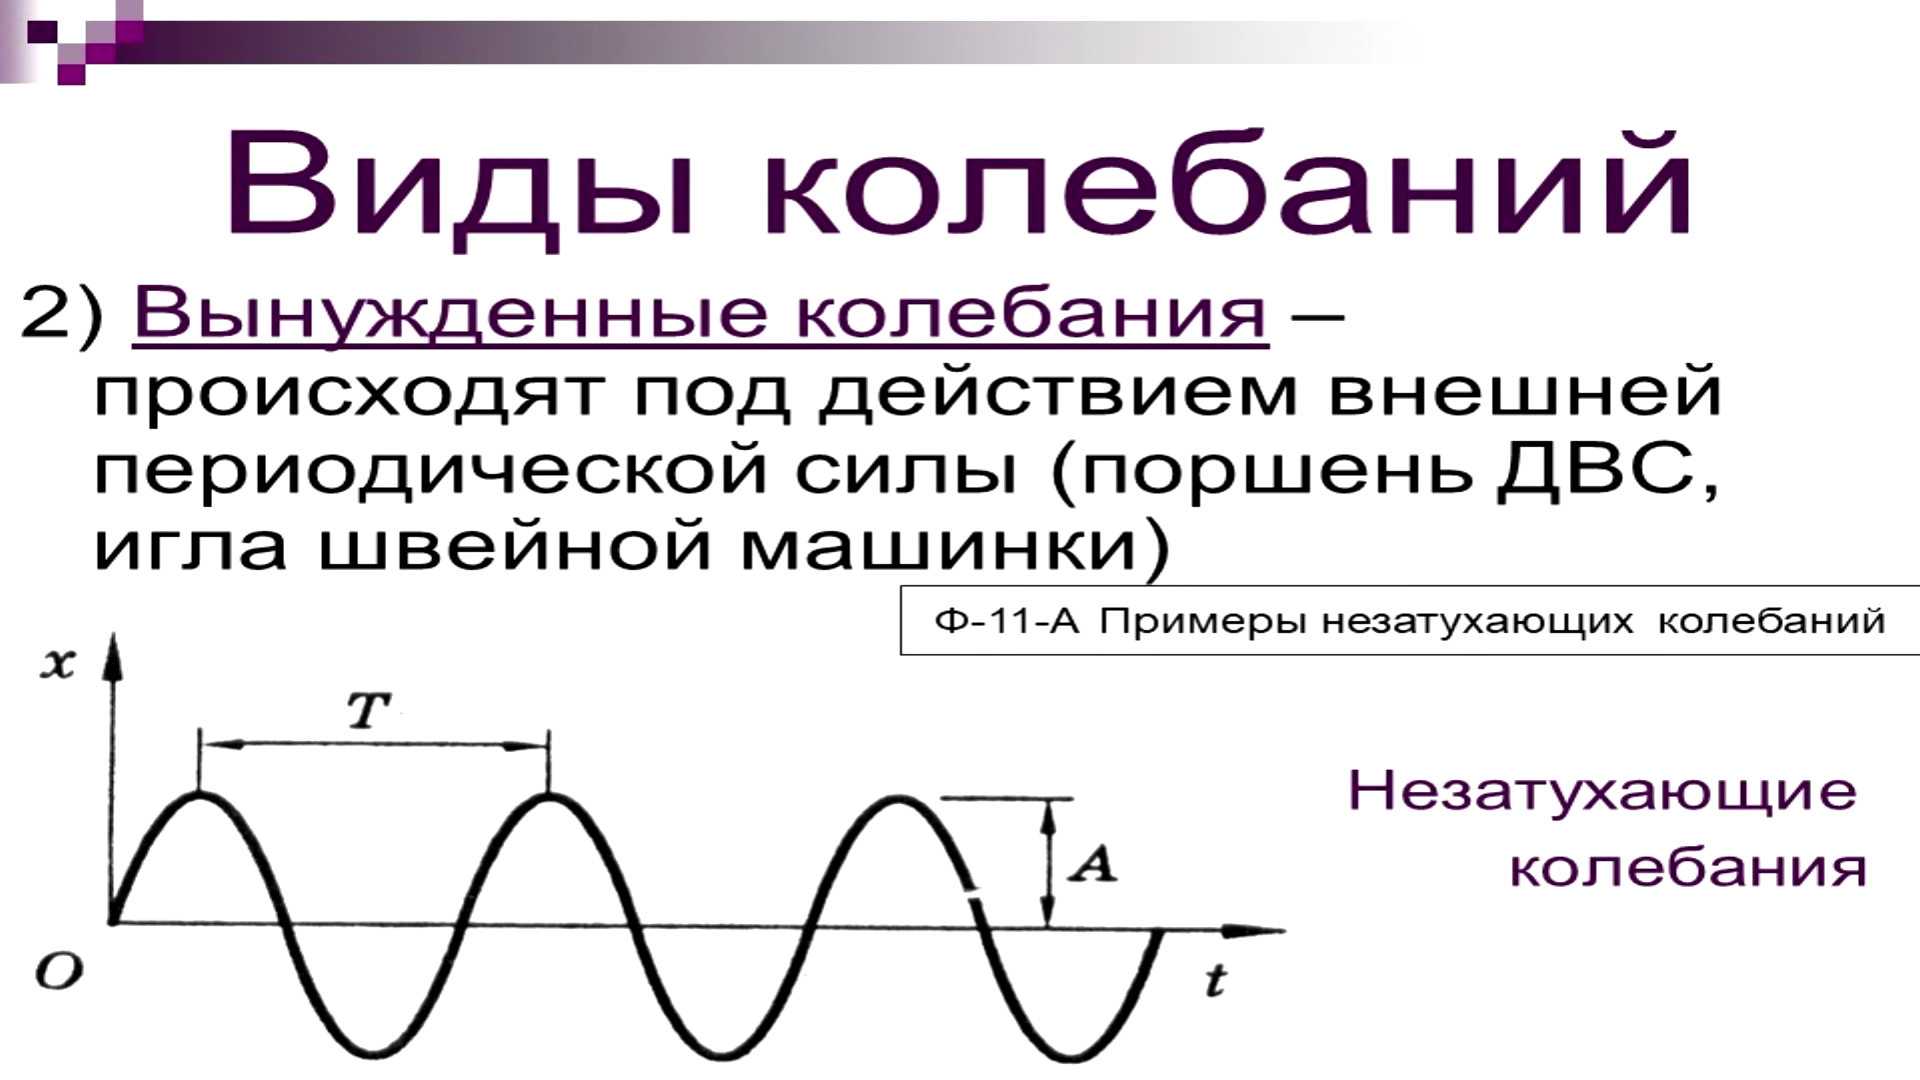 Виды колебаний
2) Вынужденные колебания –
происходят под действием внешней
периодической силы (поршень ДВС,
игла швейной машинки)
Ф-11-А Примеры незатухающих колебаний
x
T
Незатухающие
колебания
A
O
t